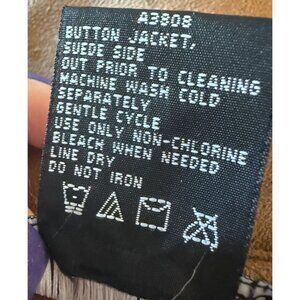 A3808
BUTTON JACKET,
SUEDE SIDE
OUT PRIOR TO CLEANING
MACHINE WASH COLD
SEPARATELY
GENTLE CYCLE
USE ONLY NON-CHLORINE
BLEACH WHEN NEEDED
LINE DRY
DO NOT IRON